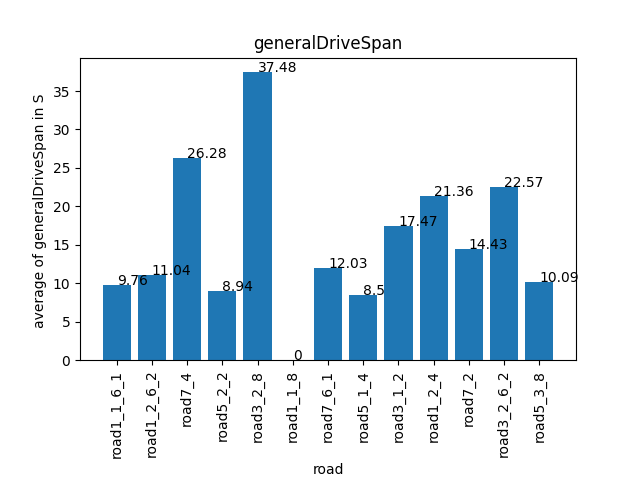 generalDriveSpan
average of generalDriveSpan in S
35
30
25
20
15
10
5
0
9.76
11.04
26.28
8.94
37.48
0
12.03
8.5
17.47
21.36
14.43
22.57
10.09
road1_1_6_1
road1_2_6_2
road7_4
road5_2_2
road3_2_8
road1_1_8
road7_6_1
road5_1_4
road3_1_2
road1_2_4
road7_2
road3_2_6_2
road5_3_8
road